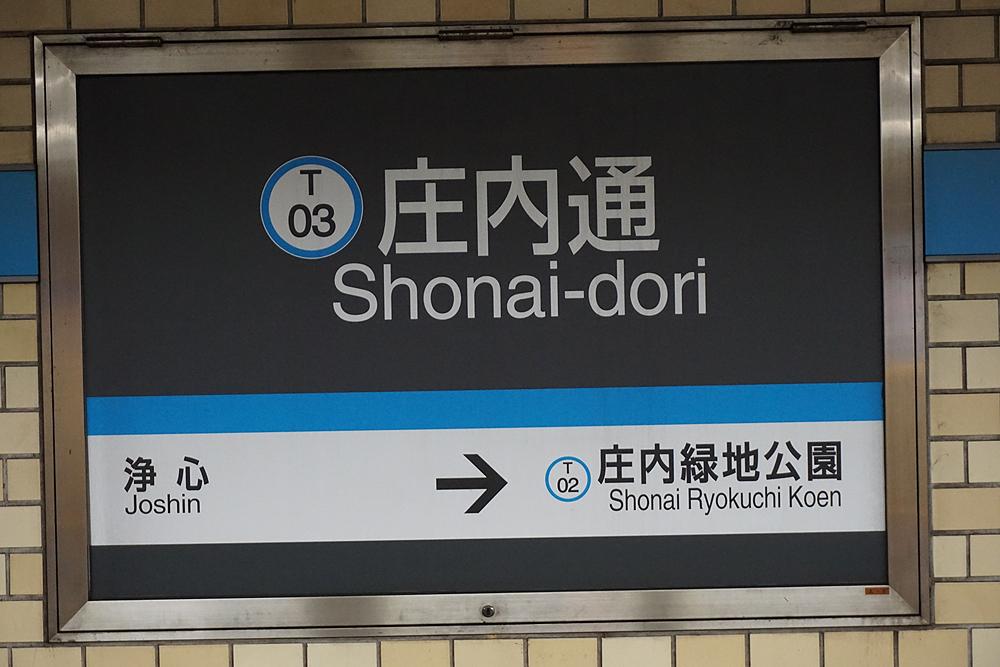 T
03
庄内通
Shonai-dori
浄心
Joshin
→
T
02
庄内緑地公園
Shonai Ryokuchi Koen